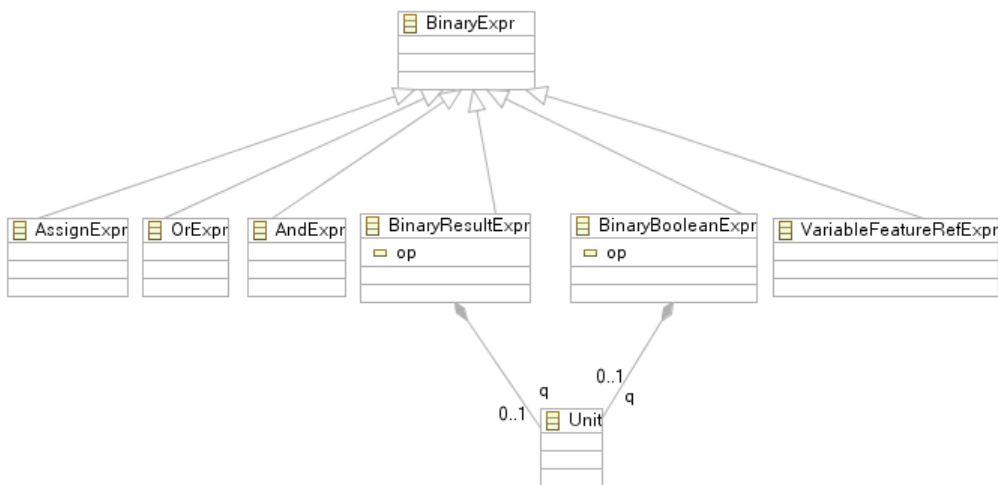 BinaryExpr
AssignExpr
OrExpr
AndExpr
BinaryResultExpr
op
BinaryBooleanExpr
op
VariableFeatureRefExpr
0..1
q
q
0..1
Unit